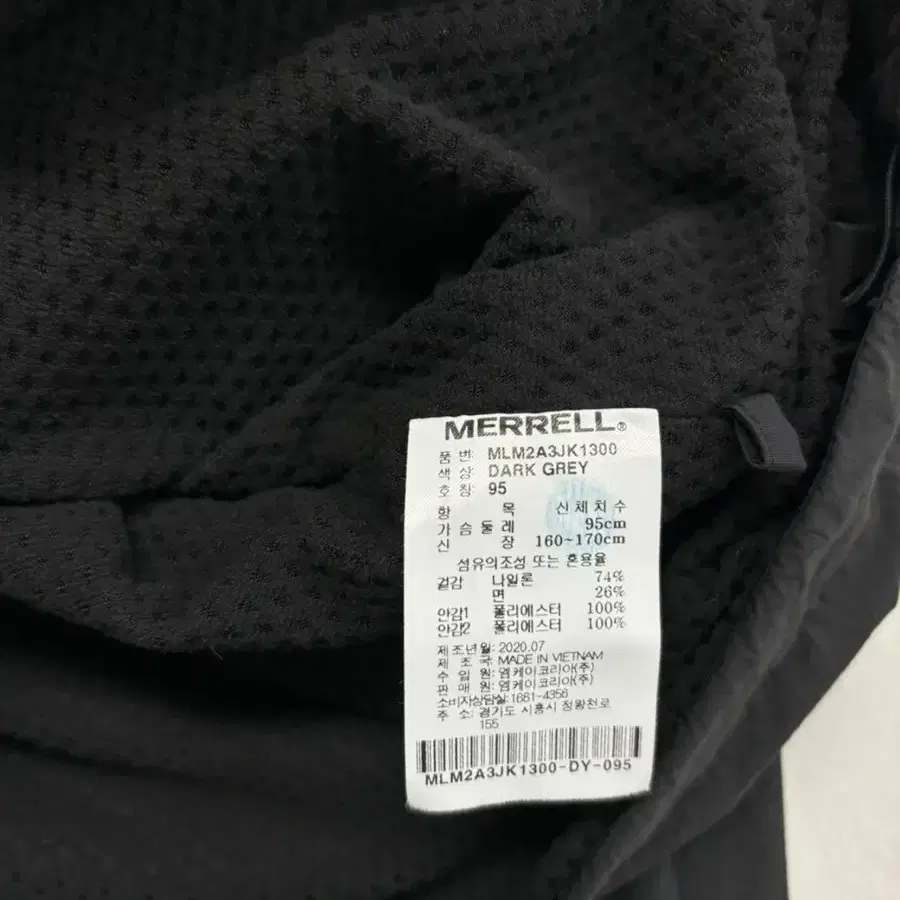 MERRELL®
품 번: MLM2A3JK1300
색 상: DARK GREY
호 칭: 95
항 목 신체치수
가슴둘레 95cm
신 장 160~170cm
섬유의조성 또는 혼용율
겉감 나일론 74%
면 26%
안감1 폴리에스터 100%
안감2 폴리에스터 100%
제조년월: 2020.07
제 조 국: MADE IN VIETNAM
수 입 원: 엠케이코리아(주)
판 매 원: 엠케이코리아(주)
소비자상담실:1661-4356
주 소: 경기도 시흥시 정왕천로
155
MLM2A3JK1300-DY-095